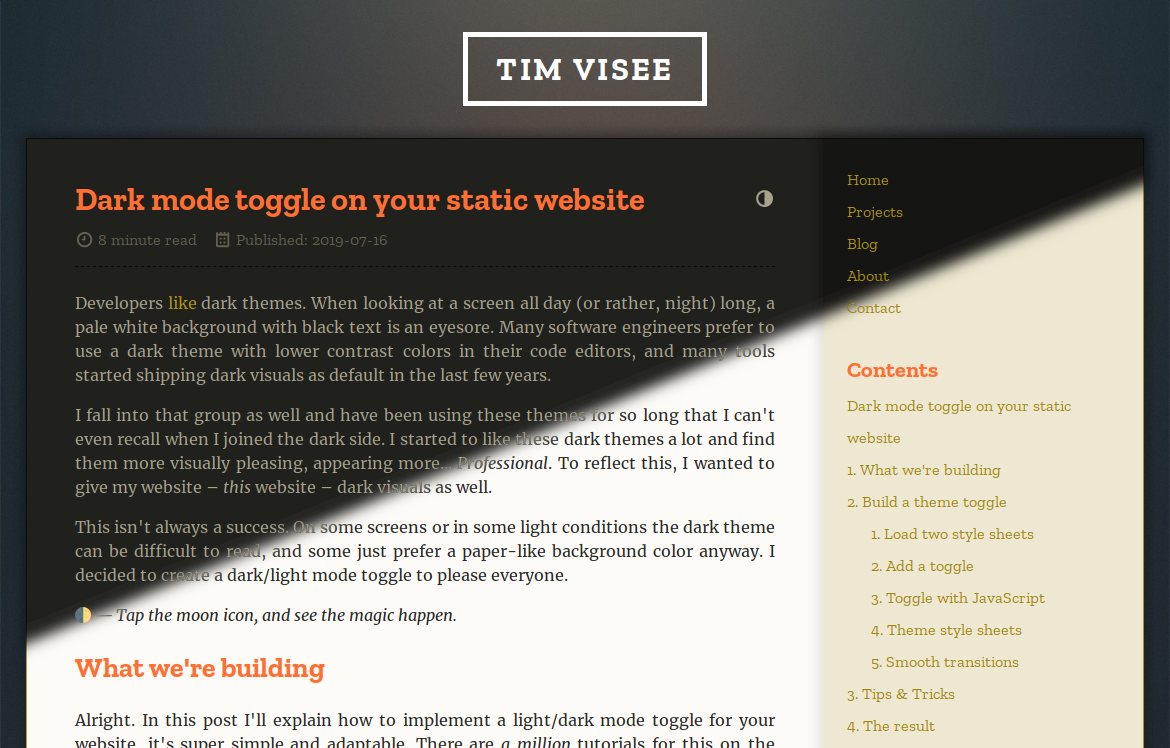 TIM VISEE
Dark mode toggle on your static website
8 minute read Published: 2019-07-16
Developers like dark themes. When looking at a screen all day (or rather, night) long, a
pale white background with black text is an eyesore. Many software engineers prefer to
use a dark theme with lower contrast colors in their code editors, and many tools
started shipping dark visuals as default in the last few years.
I fall into that group as well and have been using these themes for so long that I can't
even recall when I joined the dark side. I started to like these dark themes a lot and find
them more visually pleasing, appearing more... Professional. To reflect this, I wanted to
give my website – this website – dark visuals as well.
This isn't always a success. On some screens or in some light conditions the dark theme
can be difficult to read, and some just prefer a paper-like background color anyway. I
decided to create a dark/light mode toggle to please everyone.
🌓 — Tap the moon icon, and see the magic happen.
What we're building
Alright. In this post I'll explain how to implement a light/dark mode toggle for your
website, it's super simple and adaptable. There are a million tutorials for this on the
Home
Projects
Blog
About
Contact
Contents
Dark mode toggle on your static
website
1. What we're building
2. Build a theme toggle
1. Load two style sheets
2. Add a toggle
3. Toggle with JavaScript
4. Theme style sheets
5. Smooth transitions
3. Tips & Tricks
4. The result